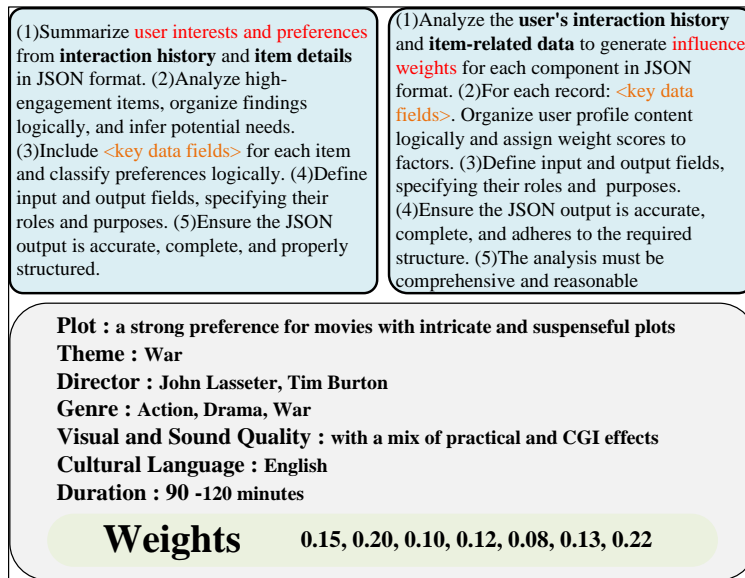 (1)Summarize user interests and preferences
from interaction history and item details
in JSON format. (2)Analyze high-
engagement items, organize findings
logically, and infer potential needs.
(3)Include <key data fields> for each item
and classify preferences logically. (4)Define
input and output fields, specifying their
roles and purposes. (5)Ensure the JSON
output is accurate, complete, and properly
structured.
(1)Analyze the user's interaction history
and item-related data to generate influence
weights for each component in JSON
format. (2)For each record: <key data
fields>. Organize user profile content
logically and assign weight scores to
factors. (3)Define input and output fields,
specifying their roles and purposes.
(4)Ensure the JSON output is accurate,
complete, and adheres to the required
structure. (5)The analysis must be
comprehensive and reasonable
Plot : a strong preference for movies with intricate and suspenseful plots
Theme : War
Director : John Lasseter, Tim Burton
Genre : Action, Drama, War
Visual and Sound Quality : with a mix of practical and CGI effects
Cultural Language : English
Duration : 90 -120 minutes
Weights 0.15, 0.20, 0.10, 0.12, 0.08, 0.13, 0.22